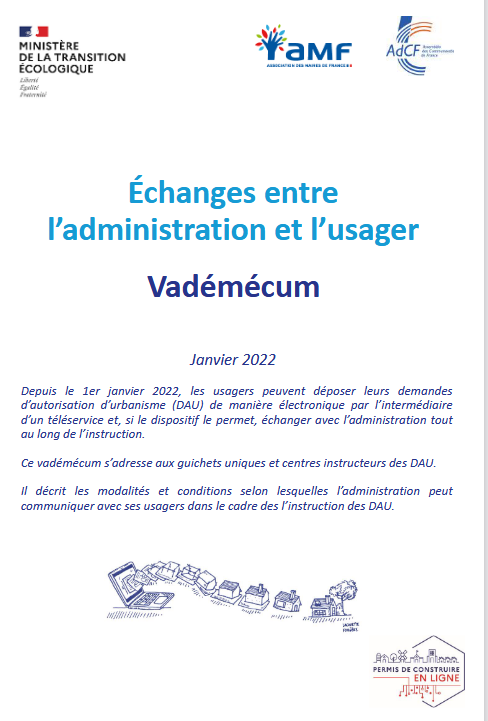 MINISTÈRE
DE LA TRANSITION
ÉCOLOGIQUE
Liberté
Égalité
Fraternité
AMF
ASSOCIATION DES MAIRES DE FRANCE
AdCF
Assemblée
des Communautés
de France
Échanges entre
l'administration et l'usager
Vadémécum
Janvier 2022
Depuis le 1er janvier 2022, les usagers peuvent déposer leurs demandes
d'autorisation d'urbanisme (DAU) de manière électronique par l'intermédiaire
d'un téléservice et, si le dispositif le permet, échanger avec l'administration tout
au long de l'instruction.
Ce vadémécum s'adresse aux guichets uniques et centres instructeurs des DAU.
Il décrit les modalités et conditions selon lesquelles l'administration peut
communiquer avec ses usagers dans le cadre des l'instruction des DAU.
PERMIS DE CONSTRUIRE
EN LIGNE